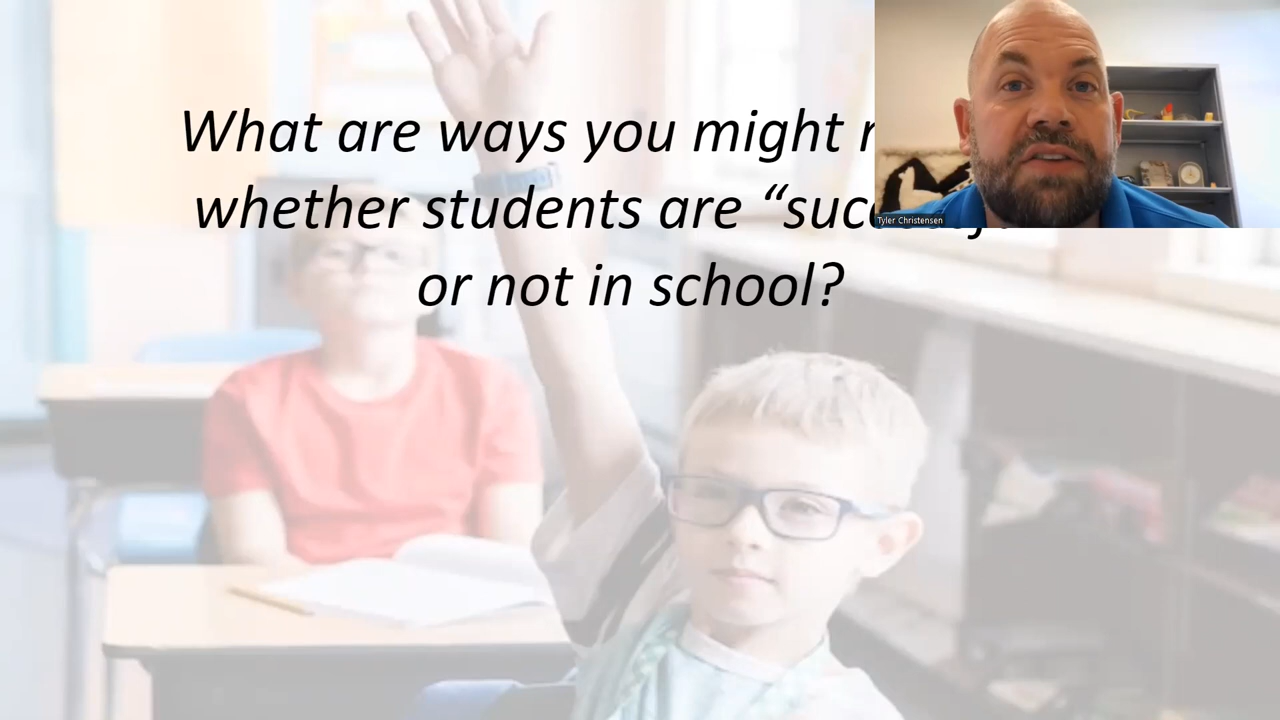 What are ways you might
whether students are
or not in school?
Tyler Christensen